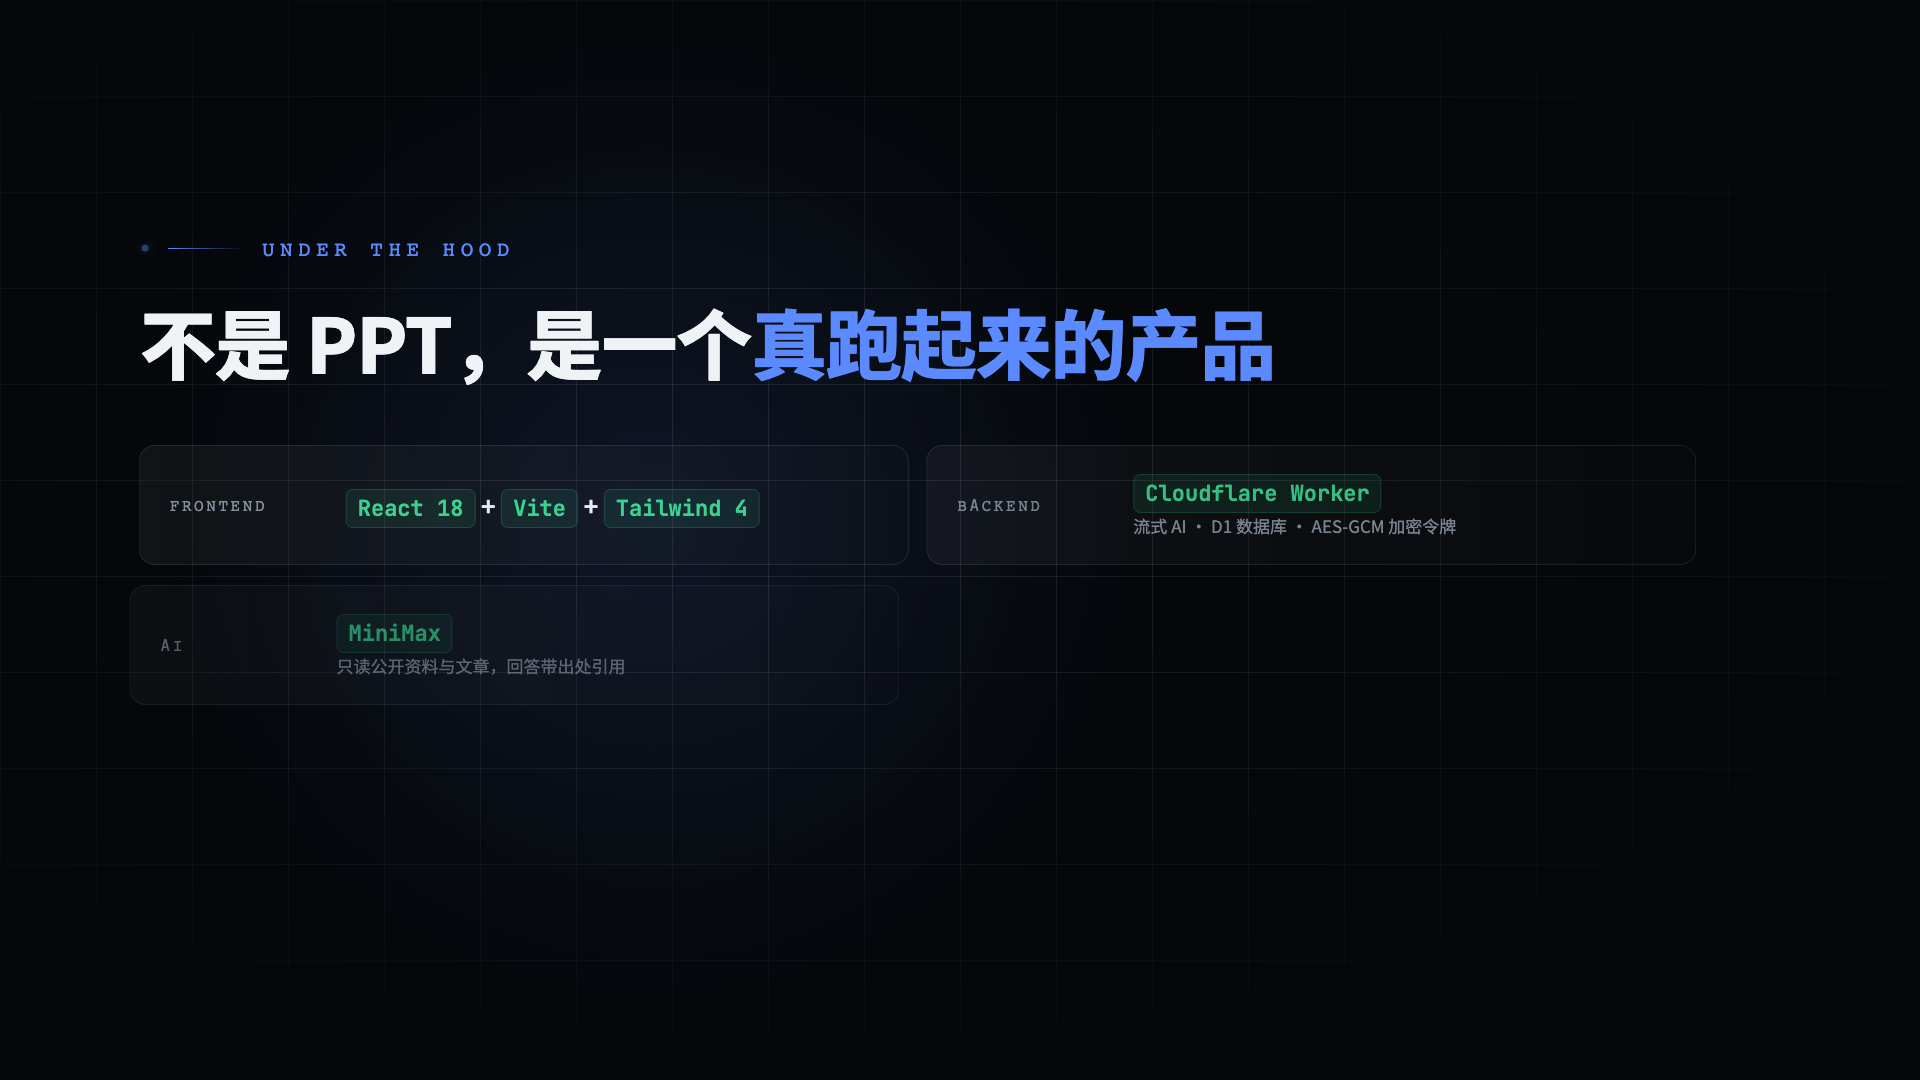 UNDER THE HOOD
不是 PPT，是一个真跑起来的产品
FRONTEND
React 18 + Vite + Tailwind 4
BACKEND
Cloudflare Worker
流式 AI · D1 数据库 · AES-GCM 加密令牌
AI
MiniMax
只读公开资料与文章，回答带出处引用